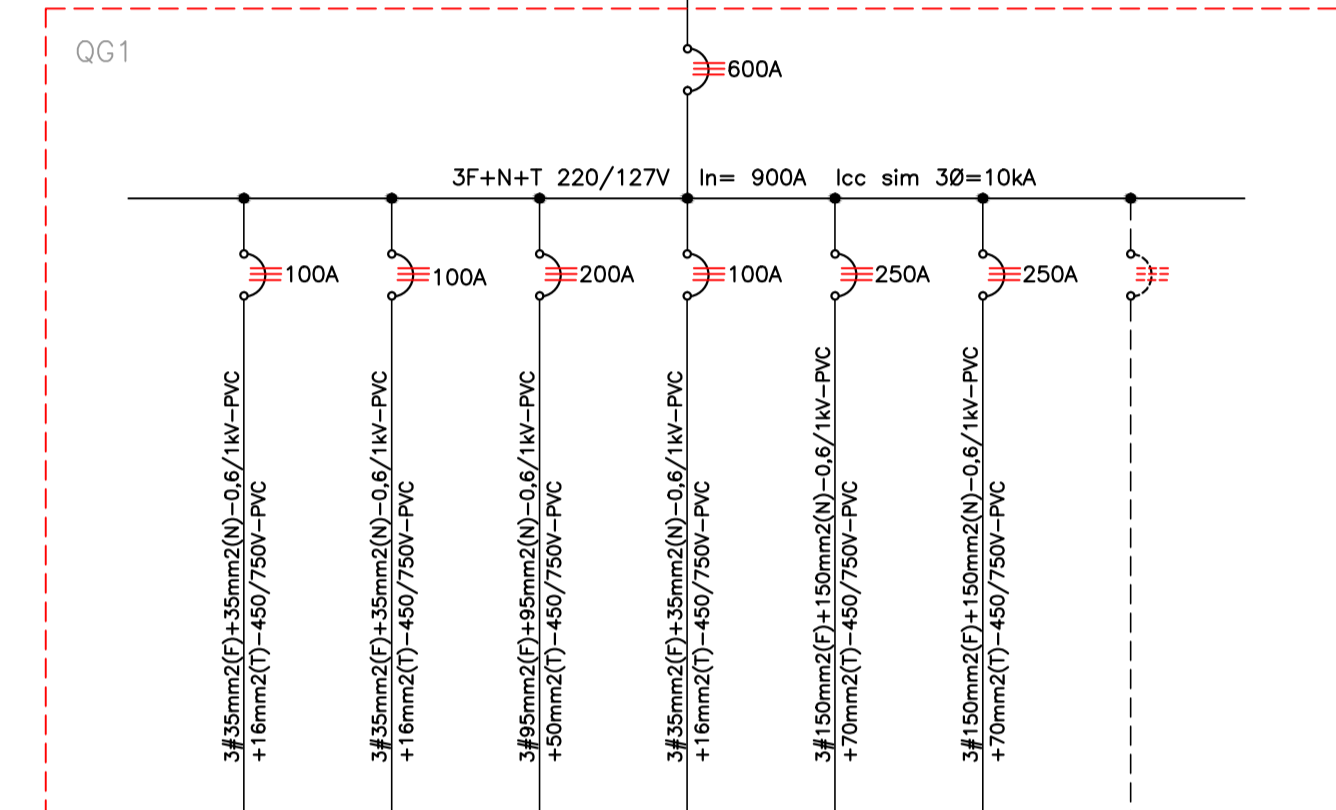 QG1
600A
3F+N+T 220/127V In= 900A Icc sim 3Ø=10kA
100A
100A
200A
100A
250A
250A
3#35mm2(F)+35mm2(N)-0,6/1kV-PVC
+16mm2(T)-450/750V-PVC
3#35mm2(F)+35mm2(N)-0,6/1kV-PVC
+16mm2(T)-450/750V-PVC
3#95mm2(F)+95mm2(N)-0,6/1kV-PVC
+50mm2(T)-450/750V-PVC
3#35mm2(F)+35mm2(N)-0,6/1kV-PVC
+16mm2(T)-450/750V-PVC
3#150mm2(F)+150mm2(N)-0,6/1kV-PVC
+70mm2(T)-450/750V-PVC
3#150mm2(F)+150mm2(N)-0,6/1kV-PVC
+70mm2(T)-450/750V-PVC